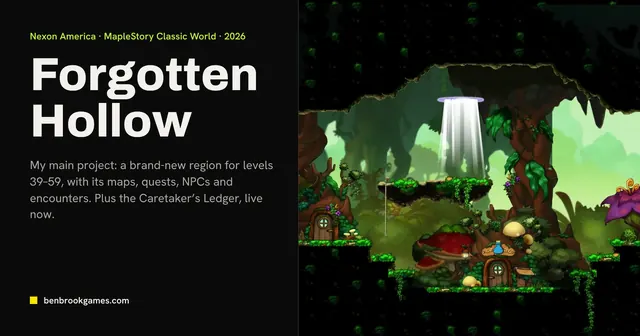 Nexon America · MapleStory Classic World · 2026
Forgotten
Hollow
My main project: a brand-new region for levels
39–59, with its maps, quests, NPCs and
encounters. Plus the Caretaker’s Ledger, live
now.
benbrookgames.com